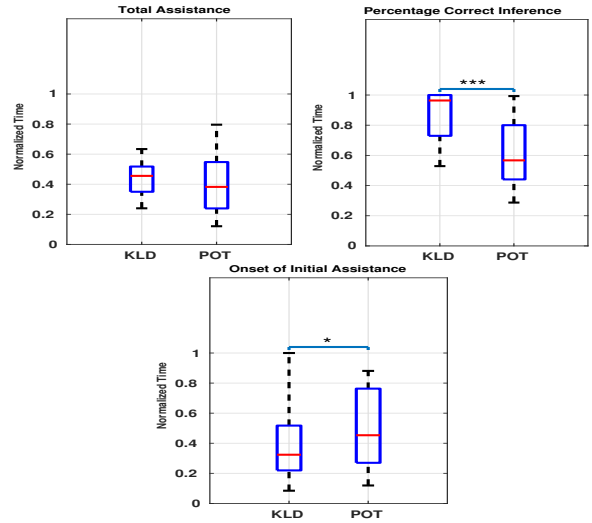 Total Assistance
Normalized Time
1
0.8
0.6
0.4
0.2
0
KLD POT
Percentage Correct Inference
Normalized Time
1
0.8
0.6
0.4
0.2
0
***
KLD POT
Onset of Initial Assistance
Normalized Time
1
0.8
0.6
0.4
0.2
0
*
KLD POT